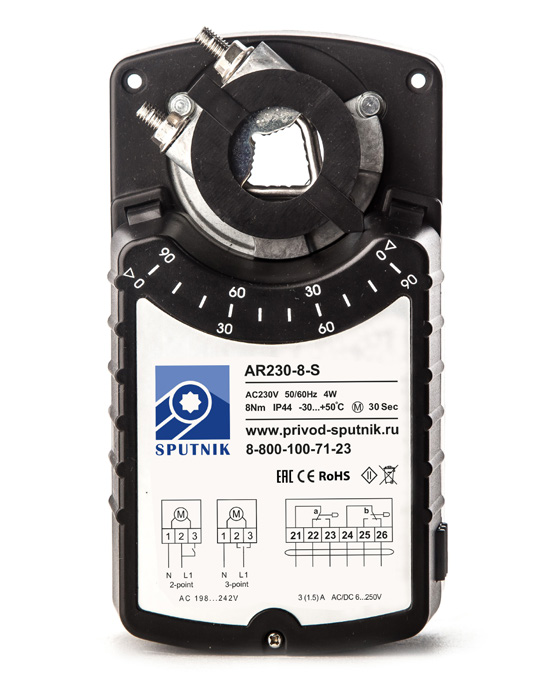 ▷0 90 60 30 0▷
30 60 90
SPUTNIK
AR230-8-S
AC230V 50/60Hz 4W
8Nm IP44 -30...+50°C Ⓜ 30 Sec
www.privod-sputnik.ru
8-800-100-71-23
EAC CE RoHS
M M a b
1 2 3 1 2 3 21 22 23 24 25 26
N L1 N L1
2-point 3-point
AC 198...242V 3 (1.5) A AC/DC 6...250V